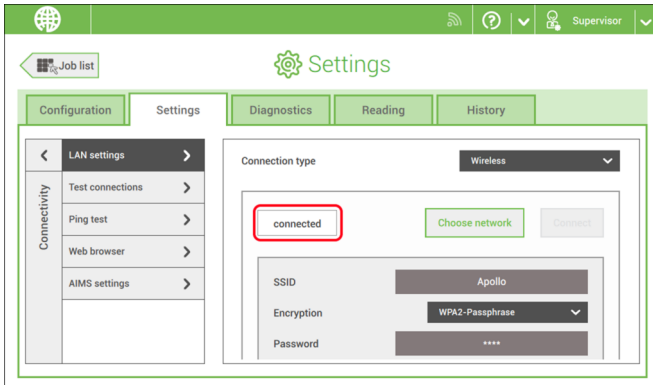 Supervisor
Job list
Settings
Configuration
Settings
Diagnostics
Reading
History
Connectivity
LAN settings
Test connections
Ping test
Web browser
AIMS settings
Connection type
Wireless
connected
Choose network
Connect
SSID
Apollo
Encryption
WPA2-Passphrase
Password
****